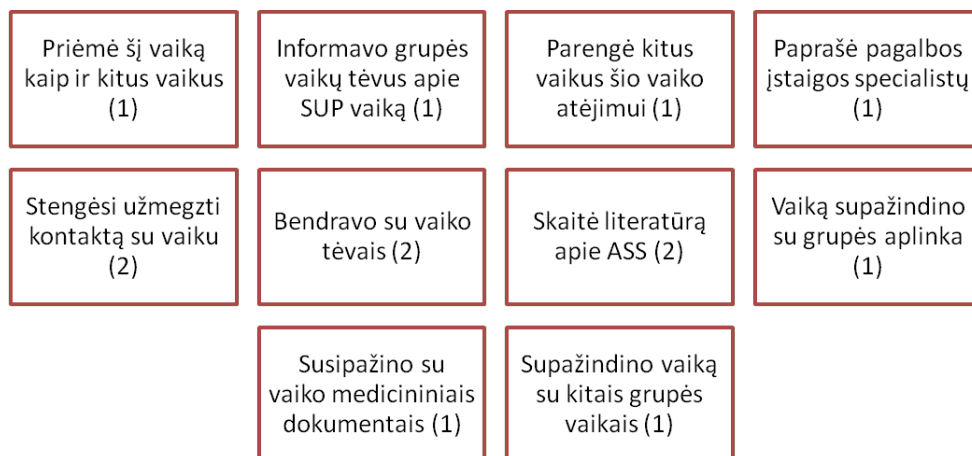 Priėmė šį vaiką
kaip ir kitus vaikus
(1)
Informavo grupės
vaikų tėvus apie
SUP vaiką (1)
Parengė kitus
vaikus šio vaiko
atėjimui (1)
Paprašė pagalbos
įstaigos specialistų
(1)
Stengėsi užmegzti
kontaktą su vaiku
(2)
Bendravo su vaiko
tėvais (2)
Skaitė literatūrą
apie ASS (2)
Vaiką supažindino
su grupės aplinka
(1)
Susipažino su
vaiko medicininiais
dokumentais (1)
Supažindino vaiką
su kitais grupės
vaikais (1)